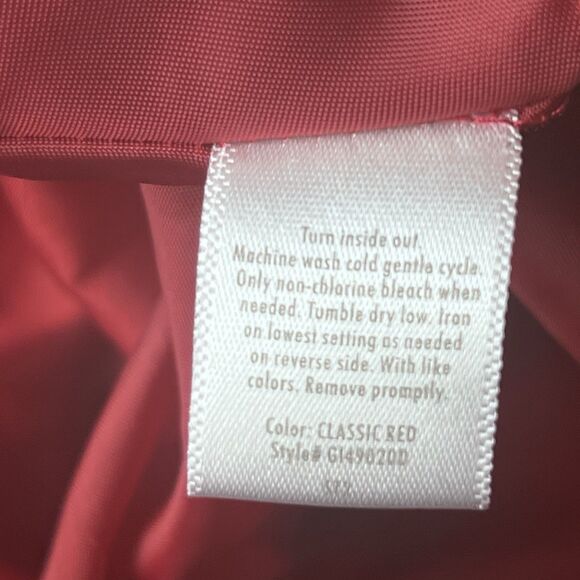 Turn inside out.
Machine wash cold gentle cycle.
Only non-chlorine bleach when
needed. Tumble dry low. Iron
on lowest setting as needed
on reverse side. With like
colors. Remove promptly.
Color: CLASSIC RED
Style# G149020D